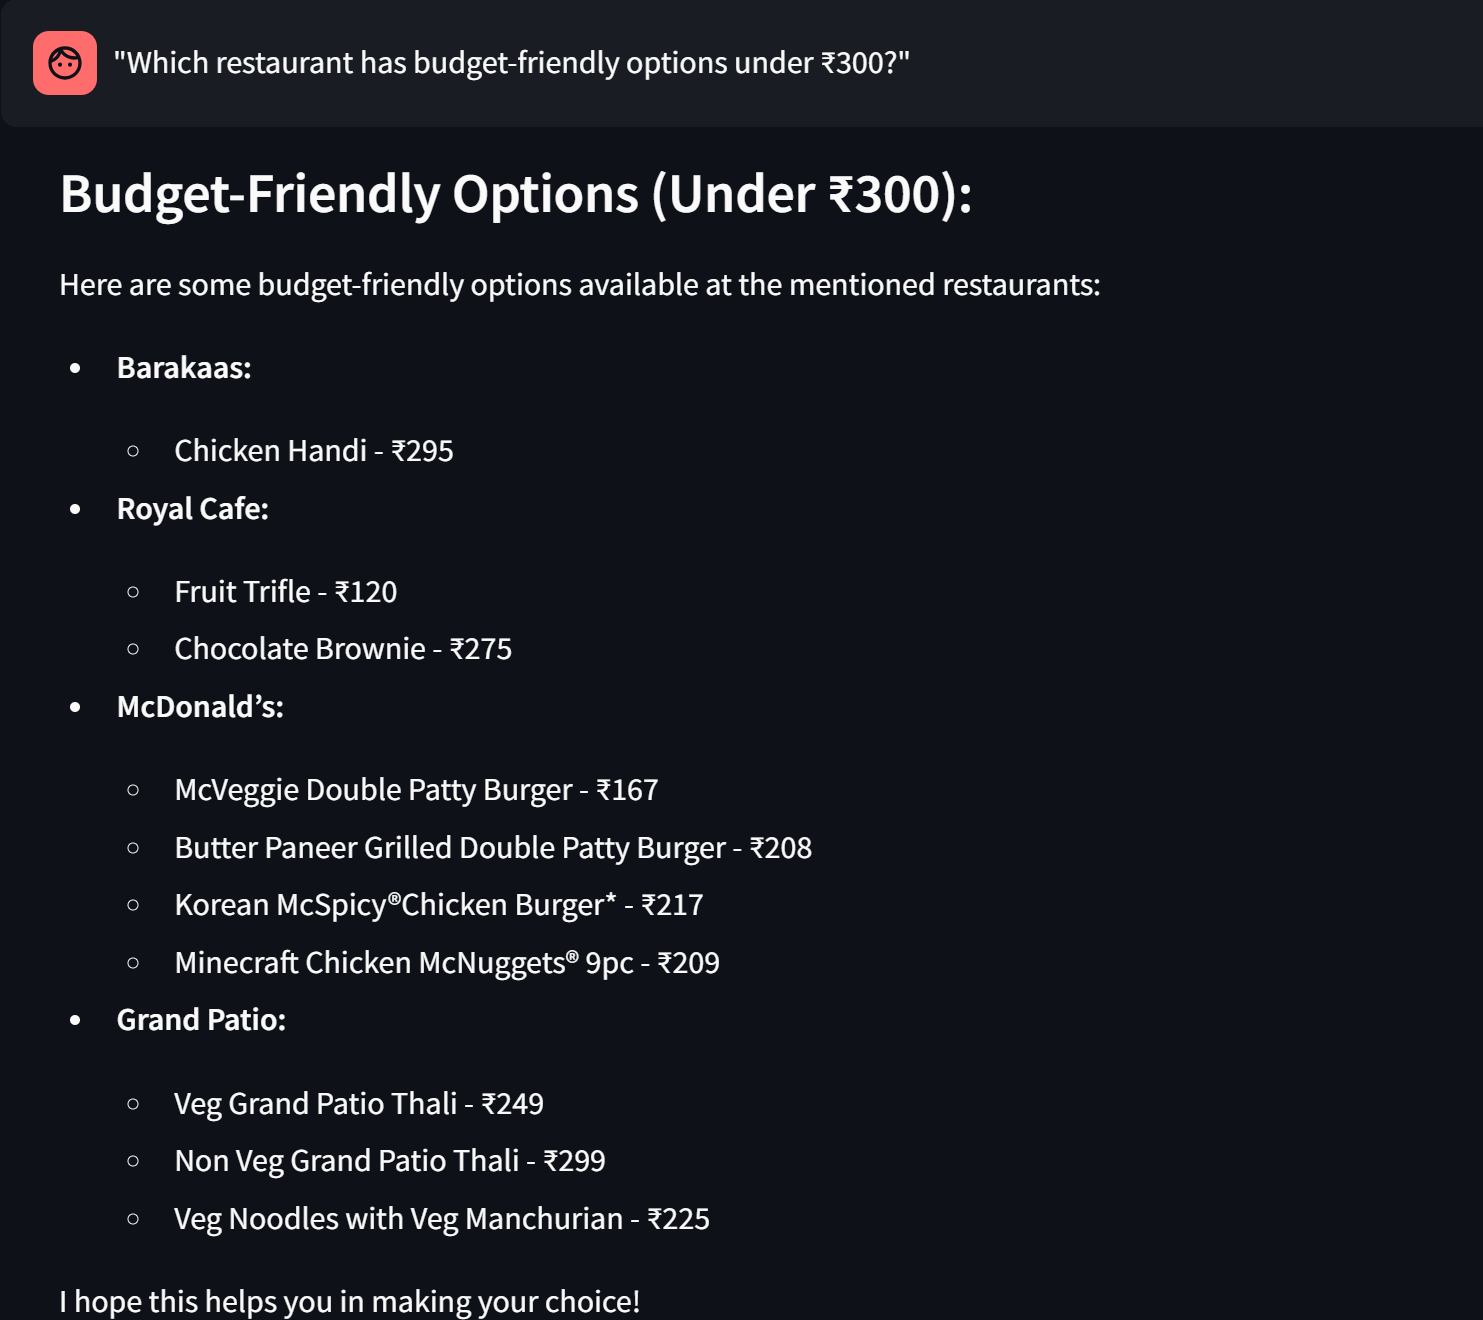 "Which restaurant has budget-friendly options under ₹300?"
Budget-Friendly Options (Under ₹300):
Here are some budget-friendly options available at the mentioned restaurants:
Barakaas:
Chicken Handi - ₹295
Royal Cafe:
Fruit Trifle - ₹120
Chocolate Brownie - ₹275
McDonald’s:
McVeggie Double Patty Burger - ₹167
Butter Paneer Grilled Double Patty Burger - ₹208
Korean McSpicy®Chicken Burger* - ₹217
Minecraft Chicken McNuggets® 9pc - ₹209
Grand Patio:
Veg Grand Patio Thali - ₹249
Non Veg Grand Patio Thali - ₹299
Veg Noodles with Veg Manchurian - ₹225
I hope this helps you in making your choice!